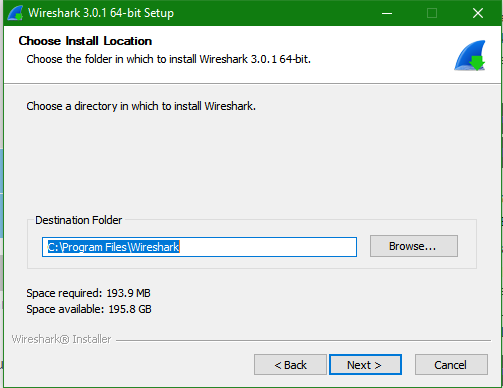 Wireshark 3.0.1 64-bit Setup
Choose Install Location
Choose the folder in which to install Wireshark 3.0.1 64-bit.
Choose a directory in which to install Wireshark.
Destination Folder
C:\Program Files\Wireshark
Browse...
Space required: 193.9 MB
Space available: 195.8 GB
Wireshark® Installer
< Back
Next >
Cancel